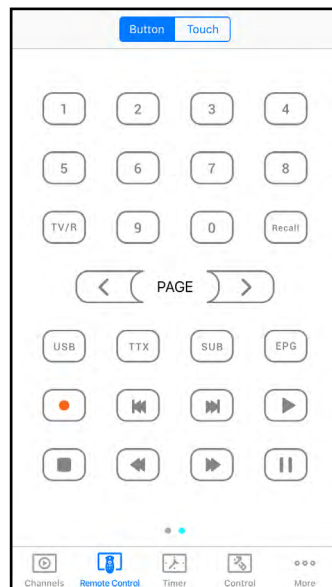 Button Touch
1 2 3 4
5 6 7 8
TV/R 9 0 Recall
PAGE
USB TTX SUB EPG
Channels Remote Control Timer Control More